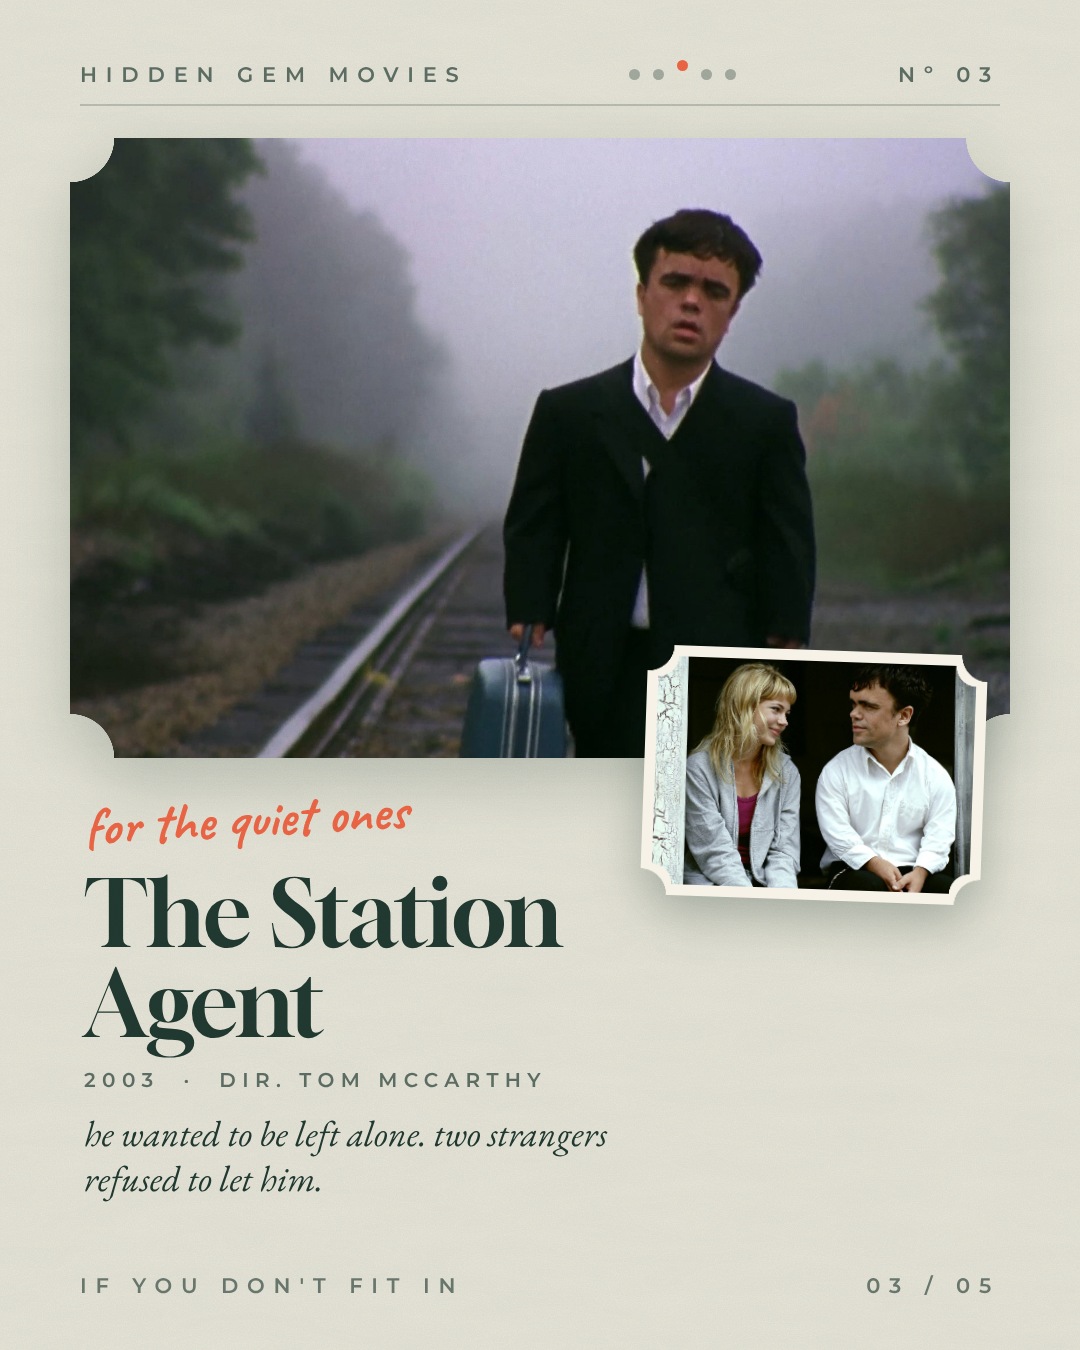 HIDDEN GEM MOVIES
N° 03
for the quiet ones
The Station
Agent
2003 · DIR. TOM MCCARTHY
he wanted to be left alone. two strangers
refused to let him.
IF YOU DON'T FIT IN
03 / 05